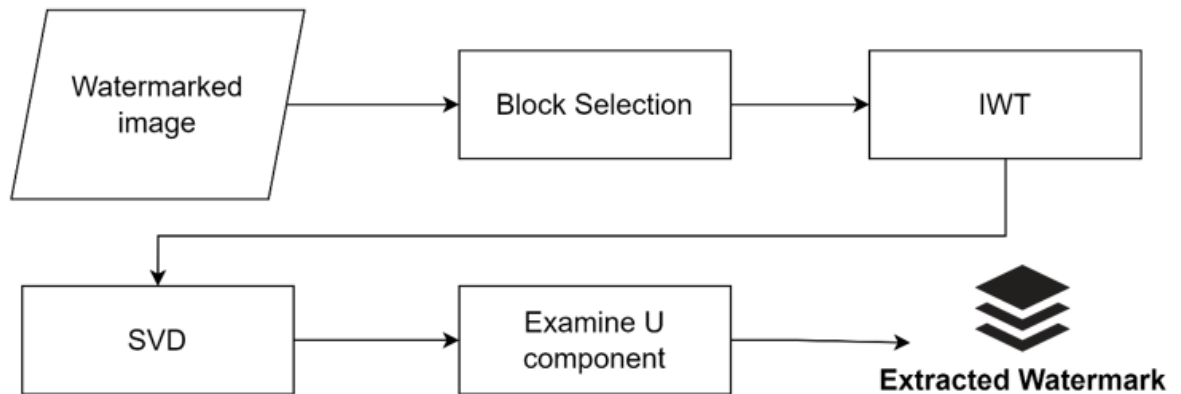 Watermarked
image
Block Selection
IWT
SVD
Examine U
component
Extracted Watermark